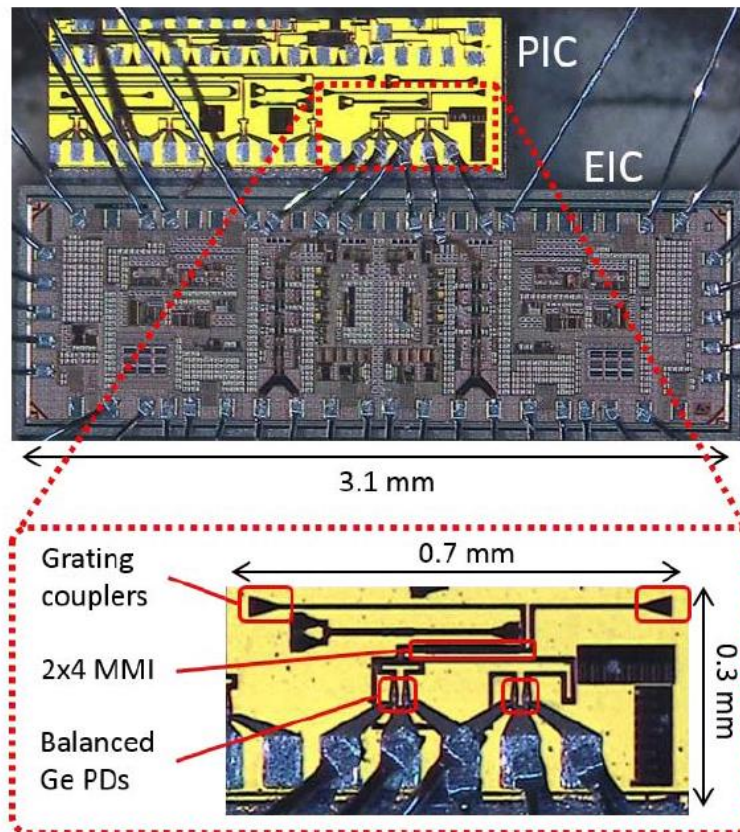 PIC
EIC
3.1 mm
Grating
couplers
0.7 mm
2x4 MMI
0.3 mm
Balanced
Ge PDs